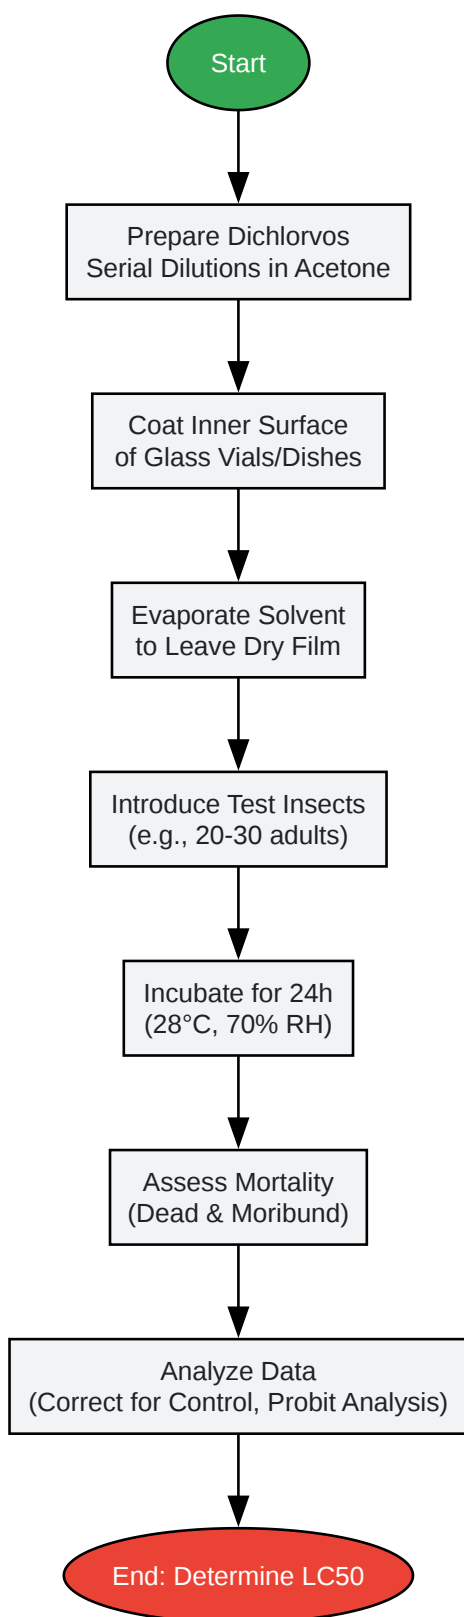 Start
Prepare Dichlorvos
Serial Dilutions in Acetone
Coat Inner Surface
of Glass Vials/Dishes
Evaporate Solvent
to Leave Dry Film
Introduce Test Insects
(e.g., 20-30 adults)
Incubate for 24h
(28°C, 70% RH)
Assess Mortality
(Dead & Moribund)
Analyze Data
(Correct for Control, Probit Analysis)
End: Determine LC50